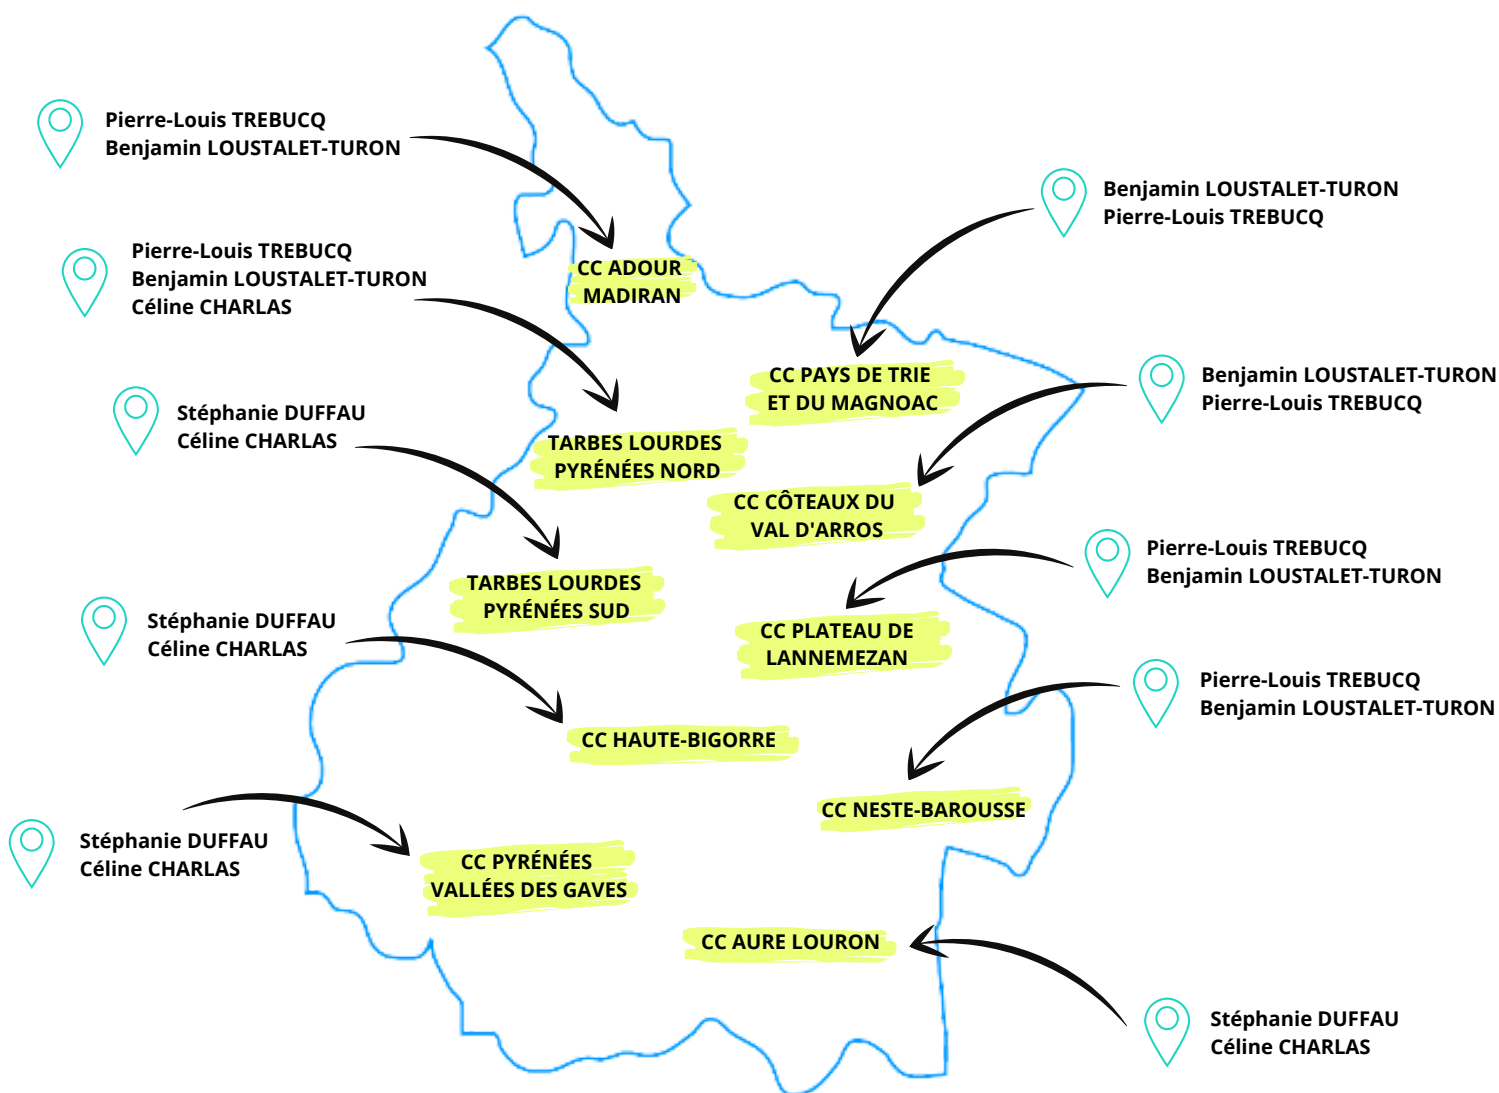 Pierre-Louis TREBUCQ
Benjamin LOUSTALET-TURON
Benjamin LOUSTALET-TURON
Pierre-Louis TREBUCQ
Pierre-Louis TREBUCQ
Benjamin LOUSTALET-TURON
Céline CHARLAS
CC ADOUR
MADIRAN
CC PAYS DE TRIE
ET DU MAGNOAC
Benjamin LOUSTALET-TURON
Pierre-Louis TREBUCQ
Stéphanie DUFFAU
Céline CHARLAS
TARBES LOURDES
PYRÉNÉES NORD
CC CÔTEAUX DU
VAL D'ARROS
Pierre-Louis TREBUCQ
Benjamin LOUSTALET-TURON
TARBES LOURDES
PYRÉNÉES SUD
Stéphanie DUFFAU
Céline CHARLAS
CC PLATEAU DE
LANNEMEZAN
Pierre-Louis TREBUCQ
Benjamin LOUSTALET-TURON
CC HAUTE-BIGORRE
CC NESTE-BAROUSSE
Stéphanie DUFFAU
Céline CHARLAS
CC PYRÉNÉES
VALLÉES DES GAVES
CC AURE LOURON
Stéphanie DUFFAU
Céline CHARLAS